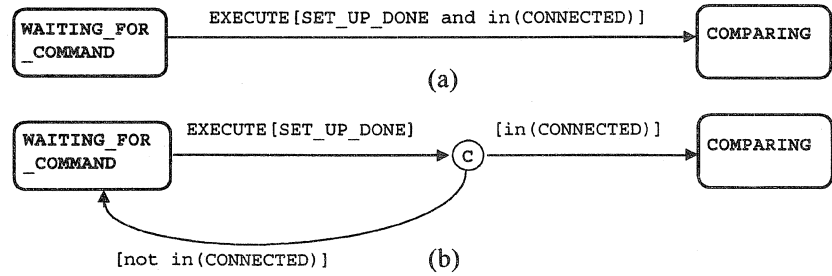 EXECUTE[SET_UP_DONE and in(CONNECTED)]
WAITING_FOR
_COMMAND
COMPARING
(a)
WAITING_FOR
_COMMAND
EXECUTE[SET_UP_DONE]
C
[in(CONNECTED)]
COMPARING
[not in(CONNECTED)]
(b)